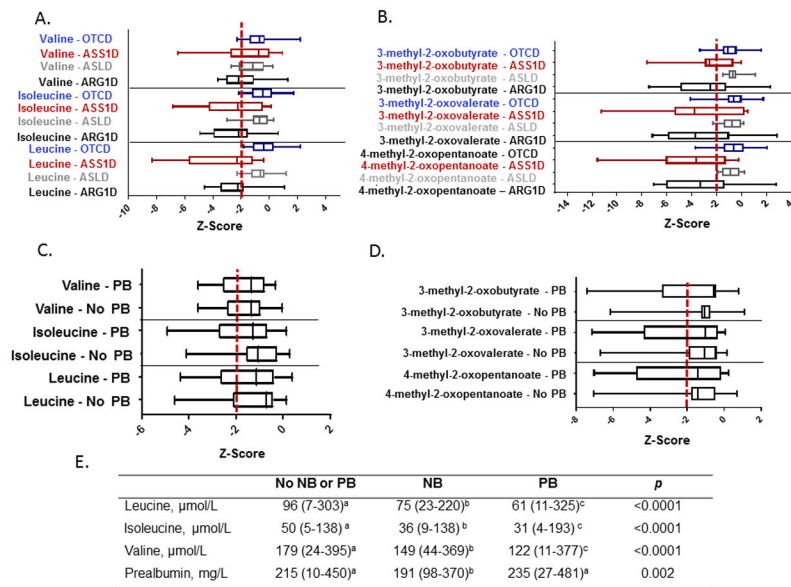 A.
Valine - OTCD
Valine - ASS1D
Valine - ASLD
Valine - ARG1D
Isoleucine - OTCD
Isoleucine - ASS1D
Isoleucine - ASLD
Isoleucine - ARG1D
Leucine - OTCD
Leucine - ASS1D
Leucine - ASLD
Leucine - ARG1D
-10 -8 -6 -4 -2 0 2 4
Z-Score
B.
3-methyl-2-oxobutyrate - OTCD
3-methyl-2-oxobutyrate - ASS1D
3-methyl-2-oxobutyrate - ASLD
3-methyl-2-oxobutyrate - ARG1D
3-methyl-2-oxovalerate - OTCD
3-methyl-2-oxovalerate - ASS1D
3-methyl-2-oxovalerate - ASLD
3-methyl-2-oxovalerate - ARG1D
4-methyl-2-oxopentanoate - OTCD
4-methyl-2-oxopentanoate - ASS1D
4-methyl-2-oxopentanoate - ASLD
4-methyl-2-oxopentanoate – ARG1D
-14 -12 -10 -8 -6 -4 -2 0 2 4
Z-Score
C.
Valine - PB
Valine - No PB
Isoleucine - PB
Isoleucine - No PB
Leucine - PB
Leucine - No PB
-6 -4 -2 0 2
Z-Score
D.
3-methyl-2-oxobutyrate - PB
3-methyl-2-oxobutyrate - No PB
3-methyl-2-oxovalerate - PB
3-methyl-2-oxovalerate - No PB
4-methyl-2-oxopentanoate - PB
4-methyl-2-oxopentanoate - No PB
-8 -6 -4 -2 0 2
Z-Score
E.
No NB or PB NB PB p
Leucine, µmol/L 96 (7-303)ᵃ 75 (23-220)ᵇ 61 (11-325)ᶜ <0.0001
Isoleucine, µmol/L 50 (5-138) ᵃ 36 (9-138) ᵇ 31 (4-193) ᶜ <0.0001
Valine, µmol/L 179 (24-395)ᵃ 149 (44-369)ᵇ 122 (11-377)ᶜ <0.0001
Prealbumin, mg/L 215 (10-450)ᵃ 191 (98-370) ᵇ 235 (27-481) ᵃ 0.002